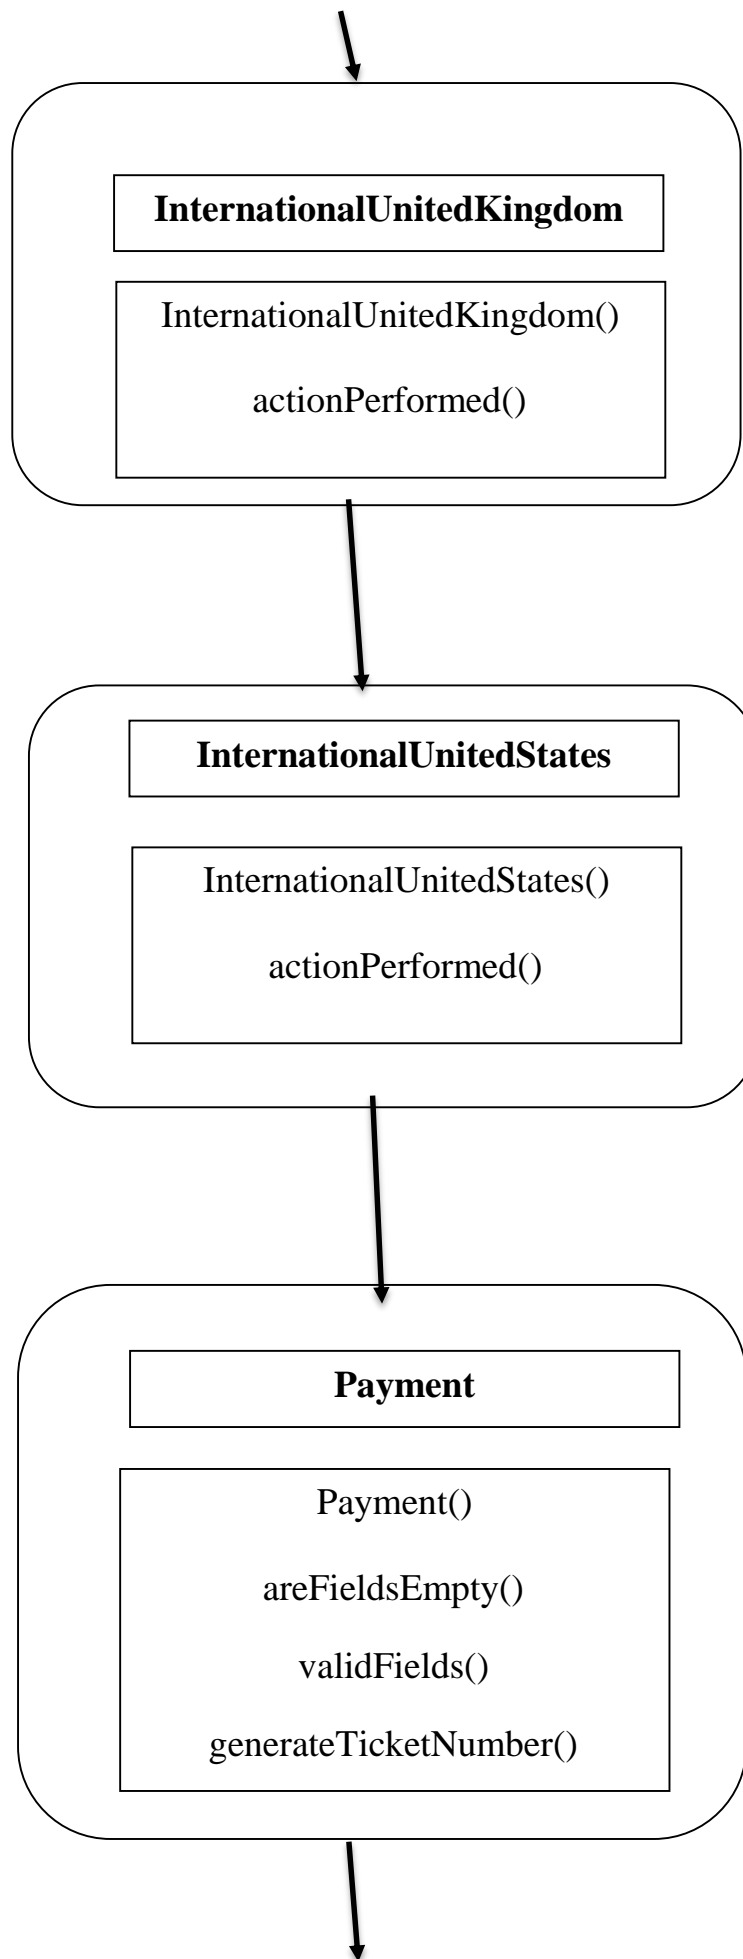 InternationalUnitedKingdom
InternationalUnitedKingdom()
actionPerformed()
InternationalUnitedStates
InternationalUnitedStates()
actionPerformed()
Payment
Payment()
areFieldsEmpty()
validFields()
generateTicketNumber()